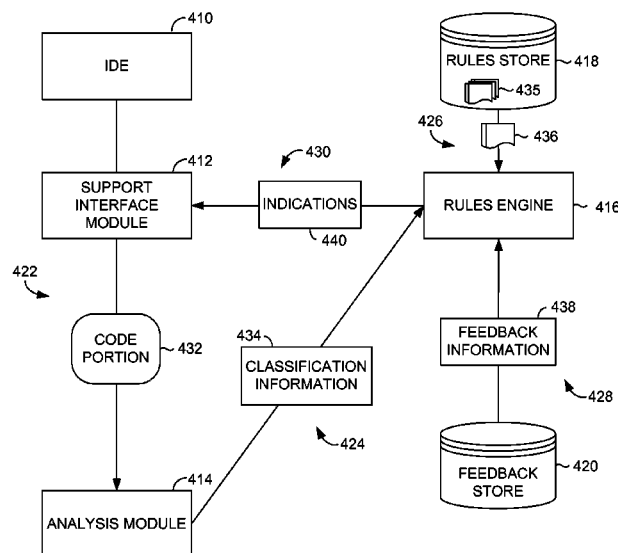 410
IDE
RULES STORE
418
435
426
436
412
SUPPORT
INTERFACE
MODULE
430
INDICATIONS
440
RULES ENGINE
416
422
CODE
PORTION
432
434
CLASSIFICATION
INFORMATION
424
438
FEEDBACK
INFORMATION
428
414
ANALYSIS MODULE
FEEDBACK
STORE
420